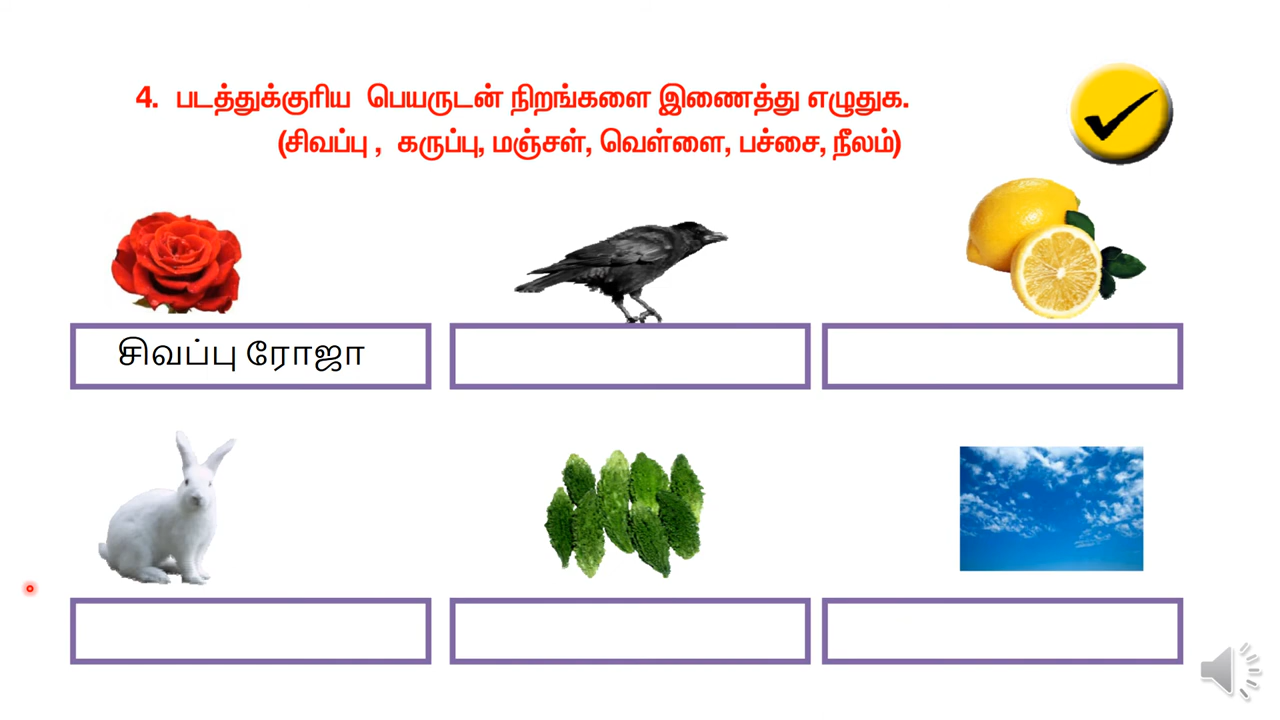 4. படத்துக்குரிய பெயருடன் நிறங்களை இணைத்து எழுதுக.
(சிவப்பு , கருப்பு, மஞ்சள், வெள்ளை, பச்சை, நீலம்)
சிவப்பு ரோஜா